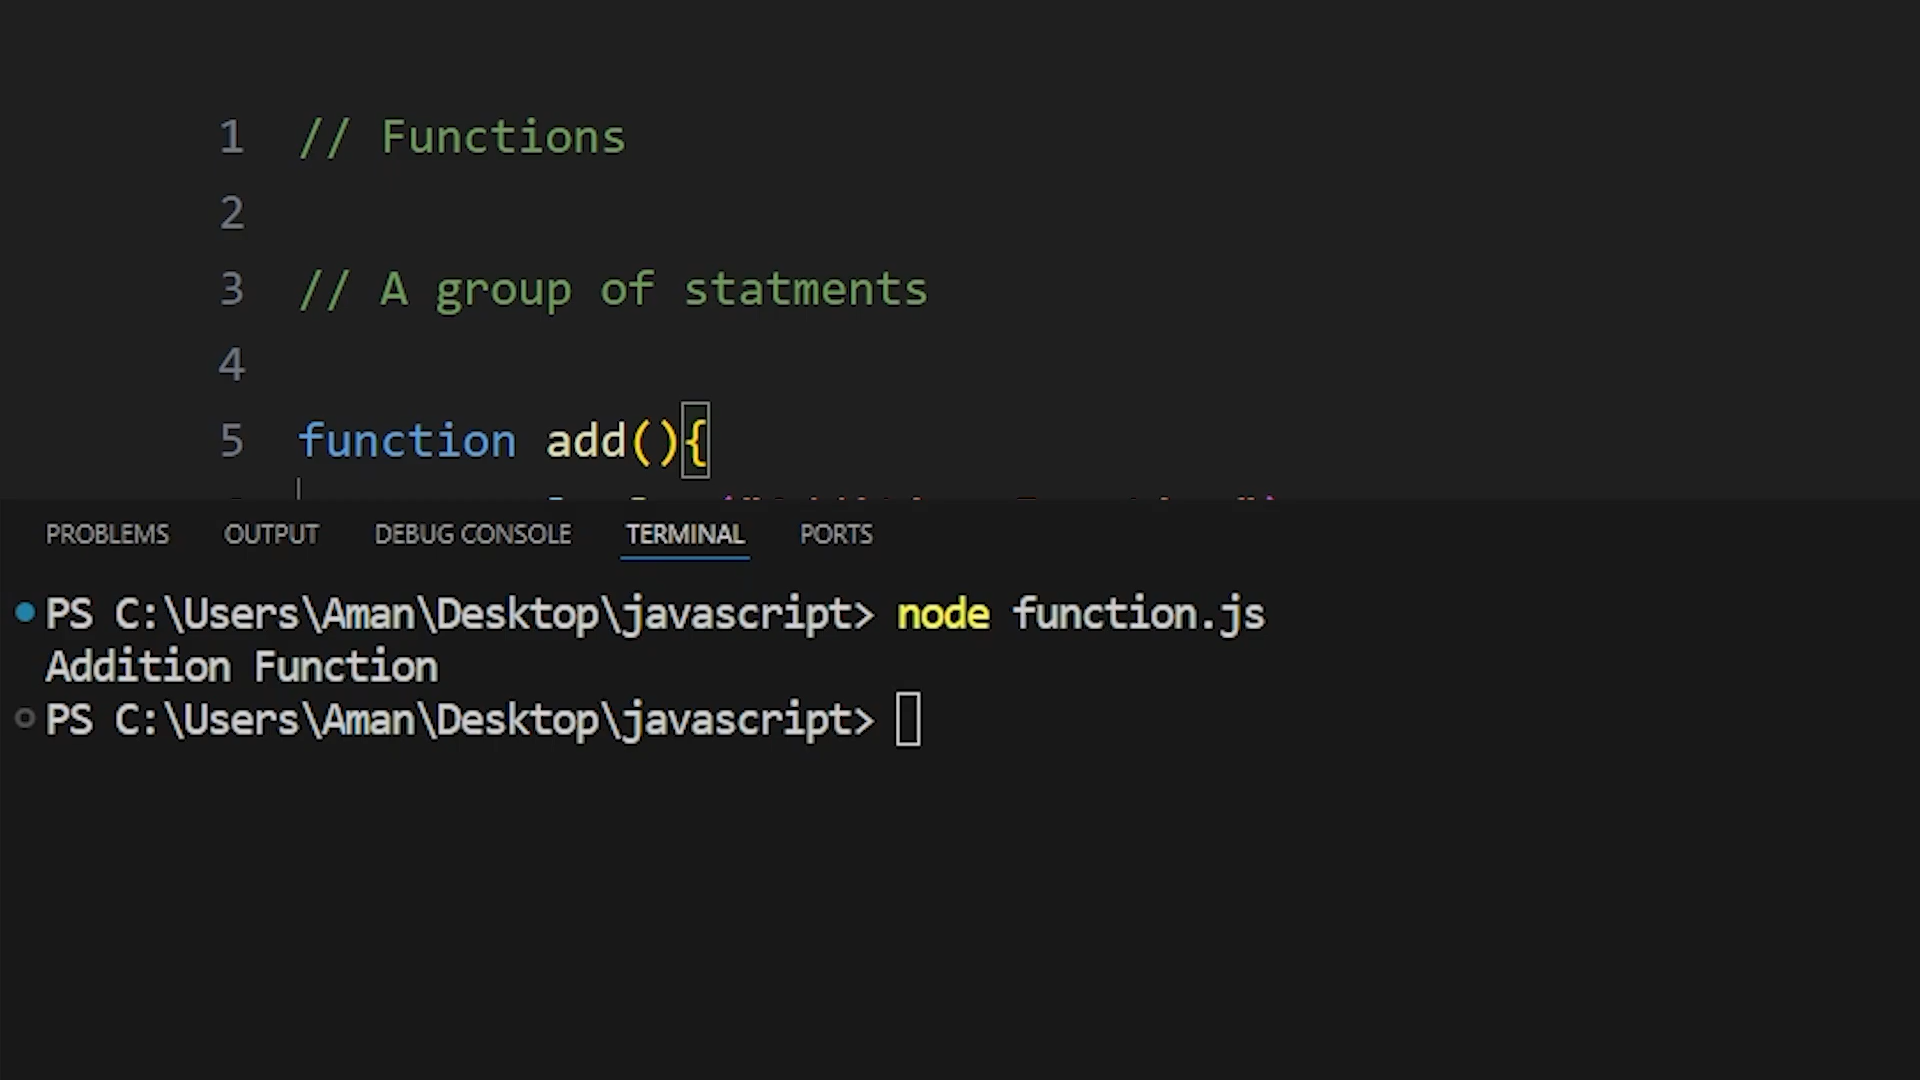 1 // Functions
2
3 // A group of statments
4
5 function add(){
PROBLEMS OUTPUT DEBUG CONSOLE TERMINAL PORTS
PS C:\Users\Aman\Desktop\javascript> node function.js
Addition Function
PS C:\Users\Aman\Desktop\javascript>